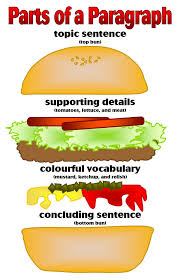 Parts of a Paragraph
topic sentence
(top bun)
supporting details
(tomatoes, lettuce, and meat)
colourful vocabulary
(mustard, ketchup, and relish)
concluding sentence
(bottom bun)